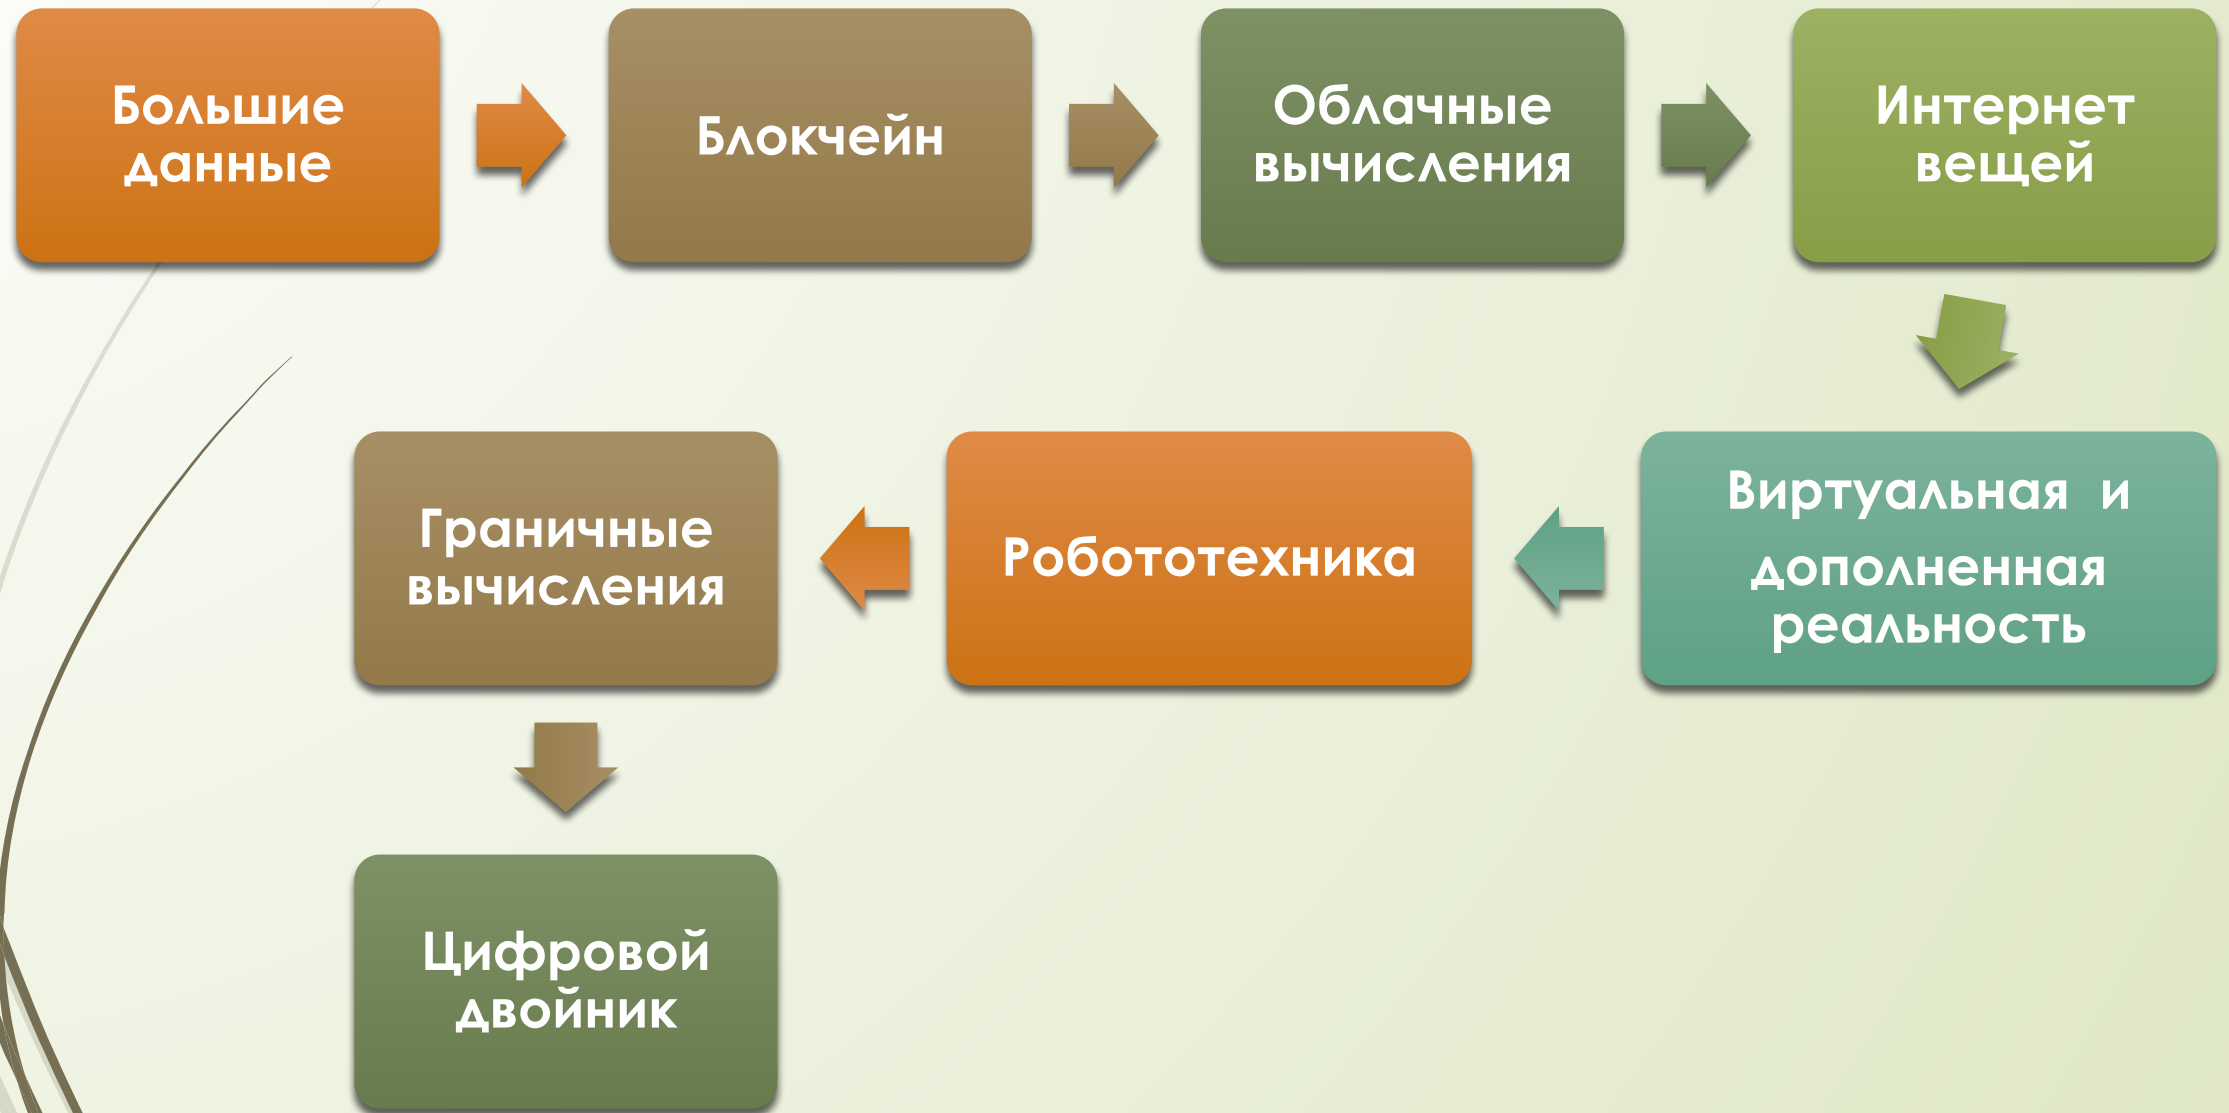 Большие
данные
Блокчейн
Облачные
вычисления
Интернет
вещей
Виртуальная и
дополненная
реальность
Робототехника
Граничные
вычисления
Цифровой
двойник